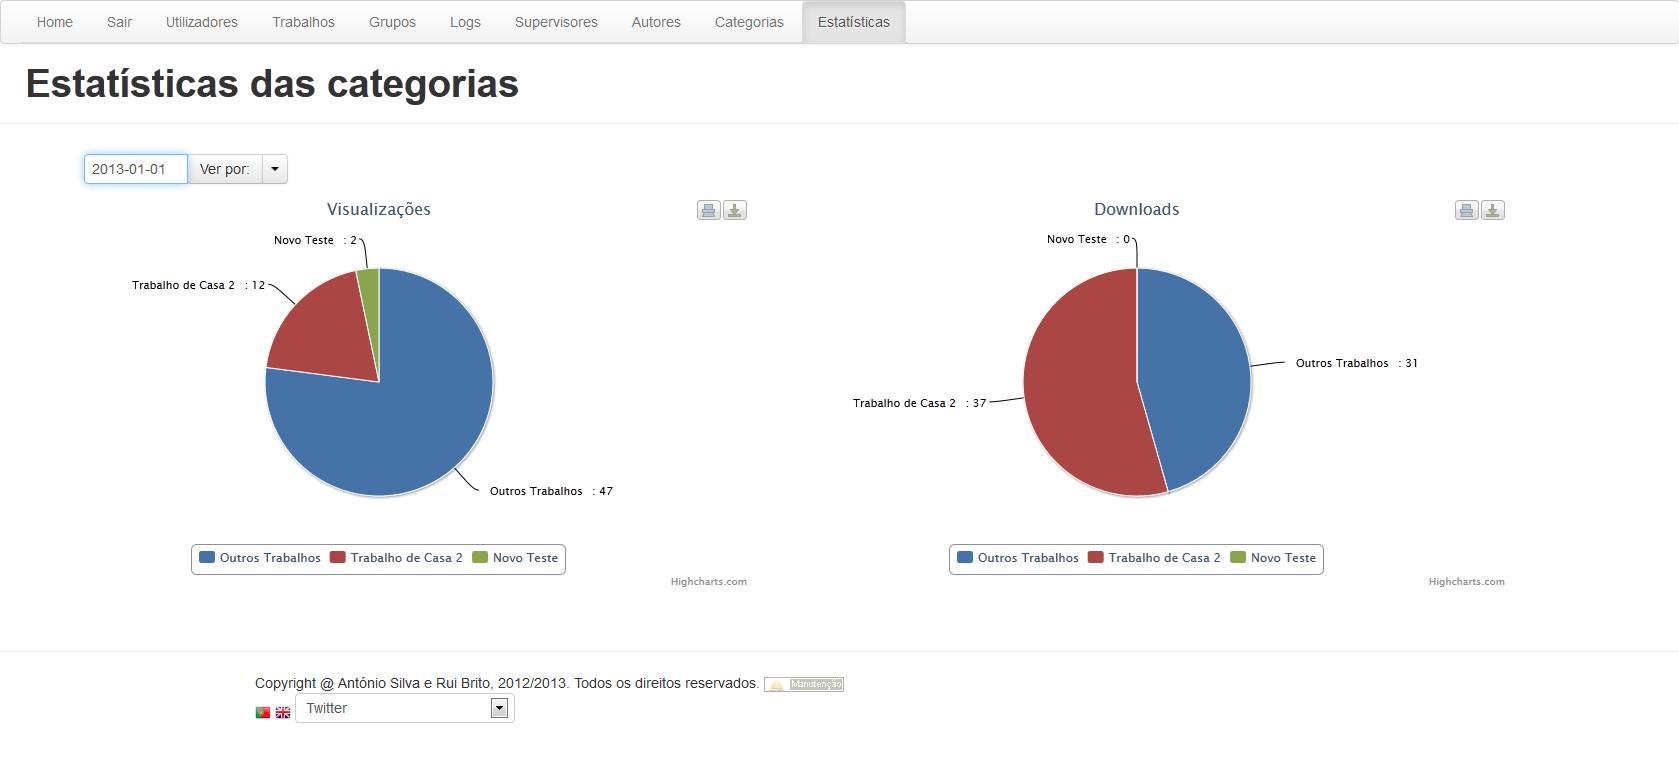 Home Sair Utilizadores Trabalhos Grupos Logs Supervisores Autores Categorias Estatísticas
Estatísticas das categorias
2013-01-01 Ver por:
Visualizações
Novo Teste : 2
Trabalho de Casa 2 : 12
Outros Trabalhos : 47
Outros Trabalhos Trabalho de Casa 2 Novo Teste
Highcharts.com
Downloads
Novo Teste : 0
Outros Trabalhos : 31
Trabalho de Casa 2 : 37
Outros Trabalhos Trabalho de Casa 2 Novo Teste
Highcharts.com
Copyright @ António Silva e Rui Brito, 2012/2013. Todos os direitos reservados. Manutenção
Twitter